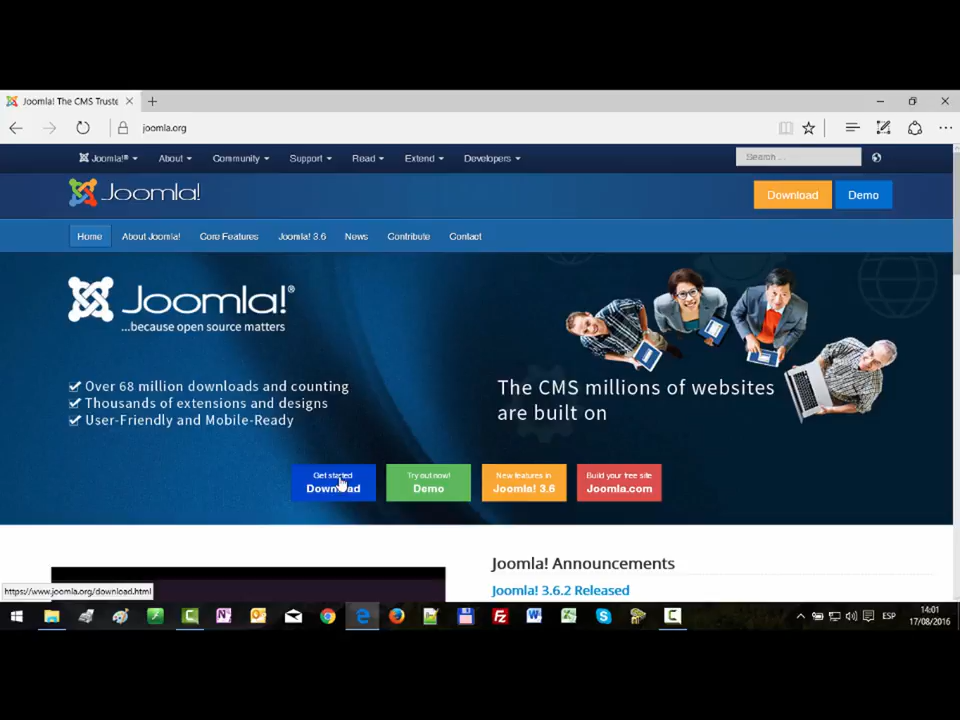 Joomla! The CMS Truste
joomla.org
Joomla!® About Community Support Read Extend Developers
Search ...
Joomla!
Download Demo
Home About Joomla! Core Features Joomla! 3.6 News Contribute Contact
Joomla!®
...because open source matters
Over 68 million downloads and counting
Thousands of extensions and designs
User-Friendly and Mobile-Ready
The CMS millions of websites
are built on
Get started
Download
Try out now!
Demo
New features in
Joomla! 3.6
Build your free site
Joomla.com
Joomla! Announcements
Joomla! 3.6.2 Released
https://www.joomla.org/download.html
ESP
14:01
17/08/2016